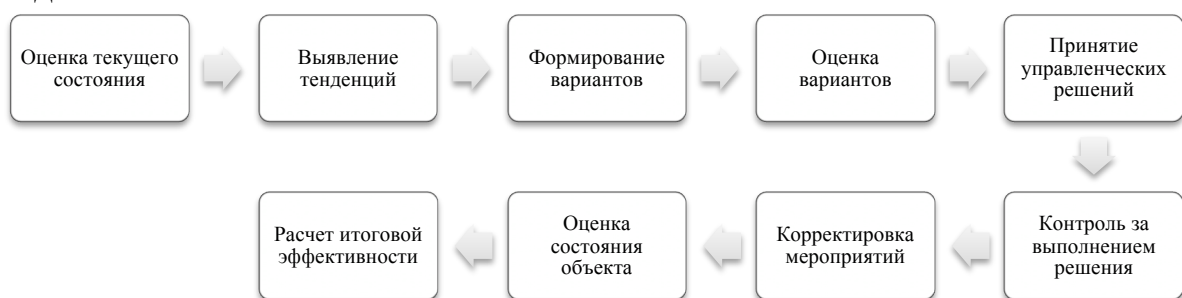 Оценка текущего
состояния
Выявление
тенденций
Формирование
вариантов
Оценка
вариантов
Принятие
управленческих
решений
Контроль за
выполнением
решения
Корректировка
мероприятий
Оценка
состояния
объекта
Расчет итоговой
эффективности